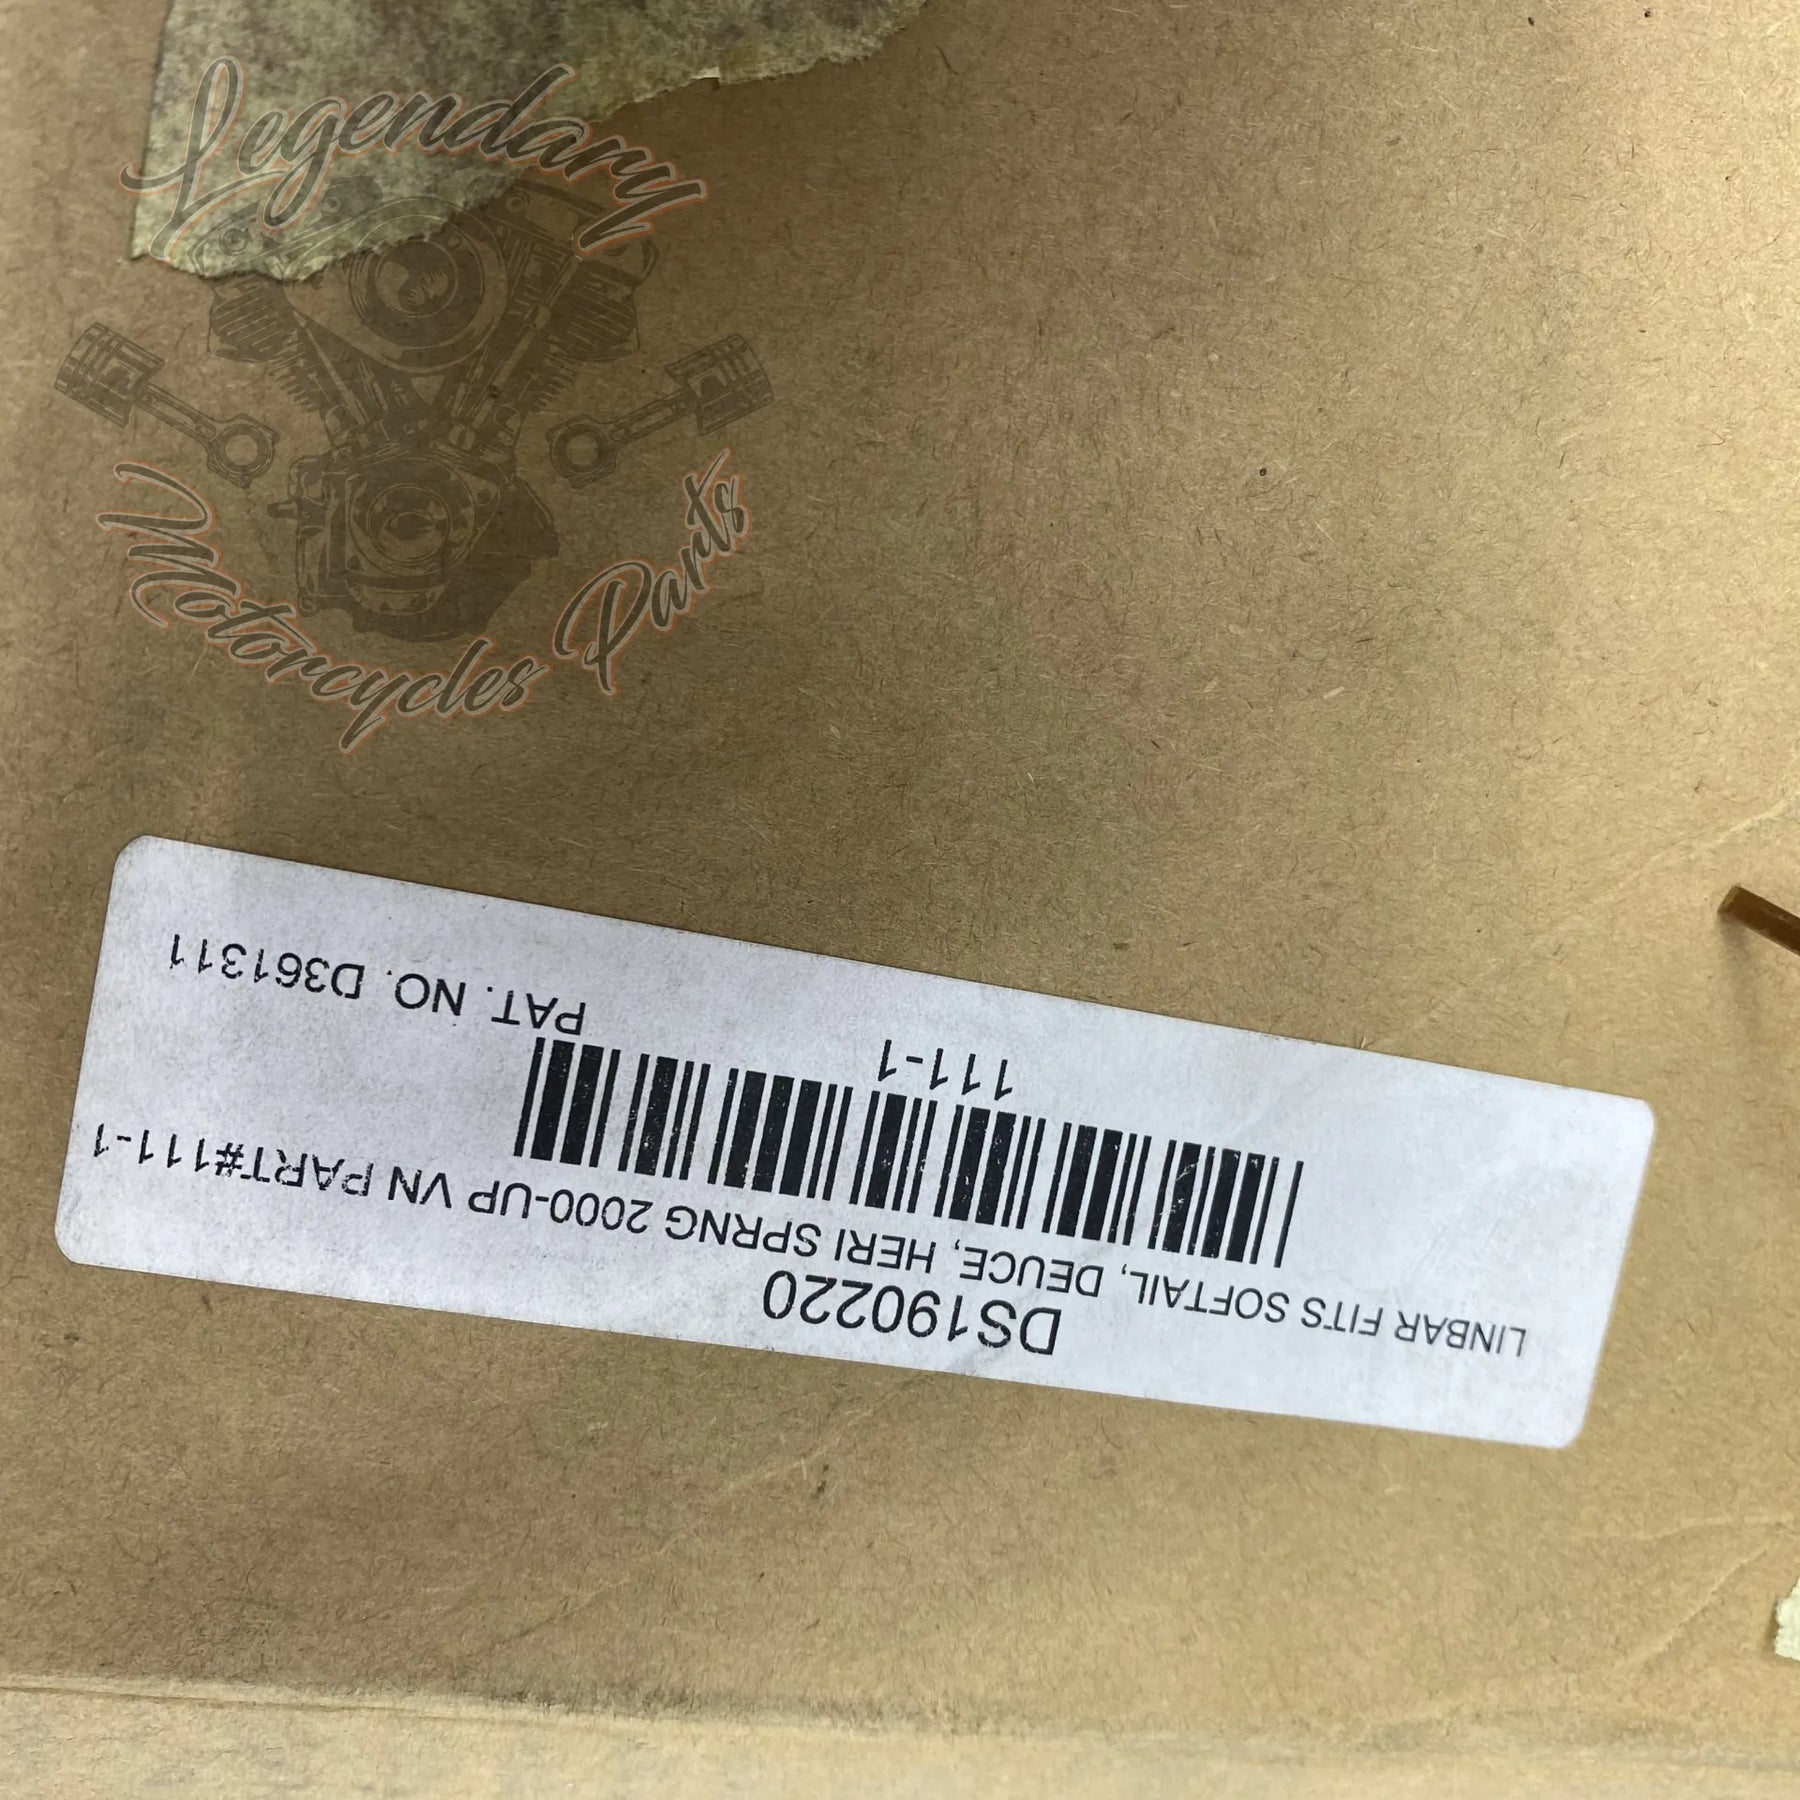 Legendary
Motorcycles Parts
DS190220
LINBAR FITS SOFTAIL, DEUCE, HERI SPRNG 2000-UP VN PART#111-1
111-1
PAT. NO. D361311